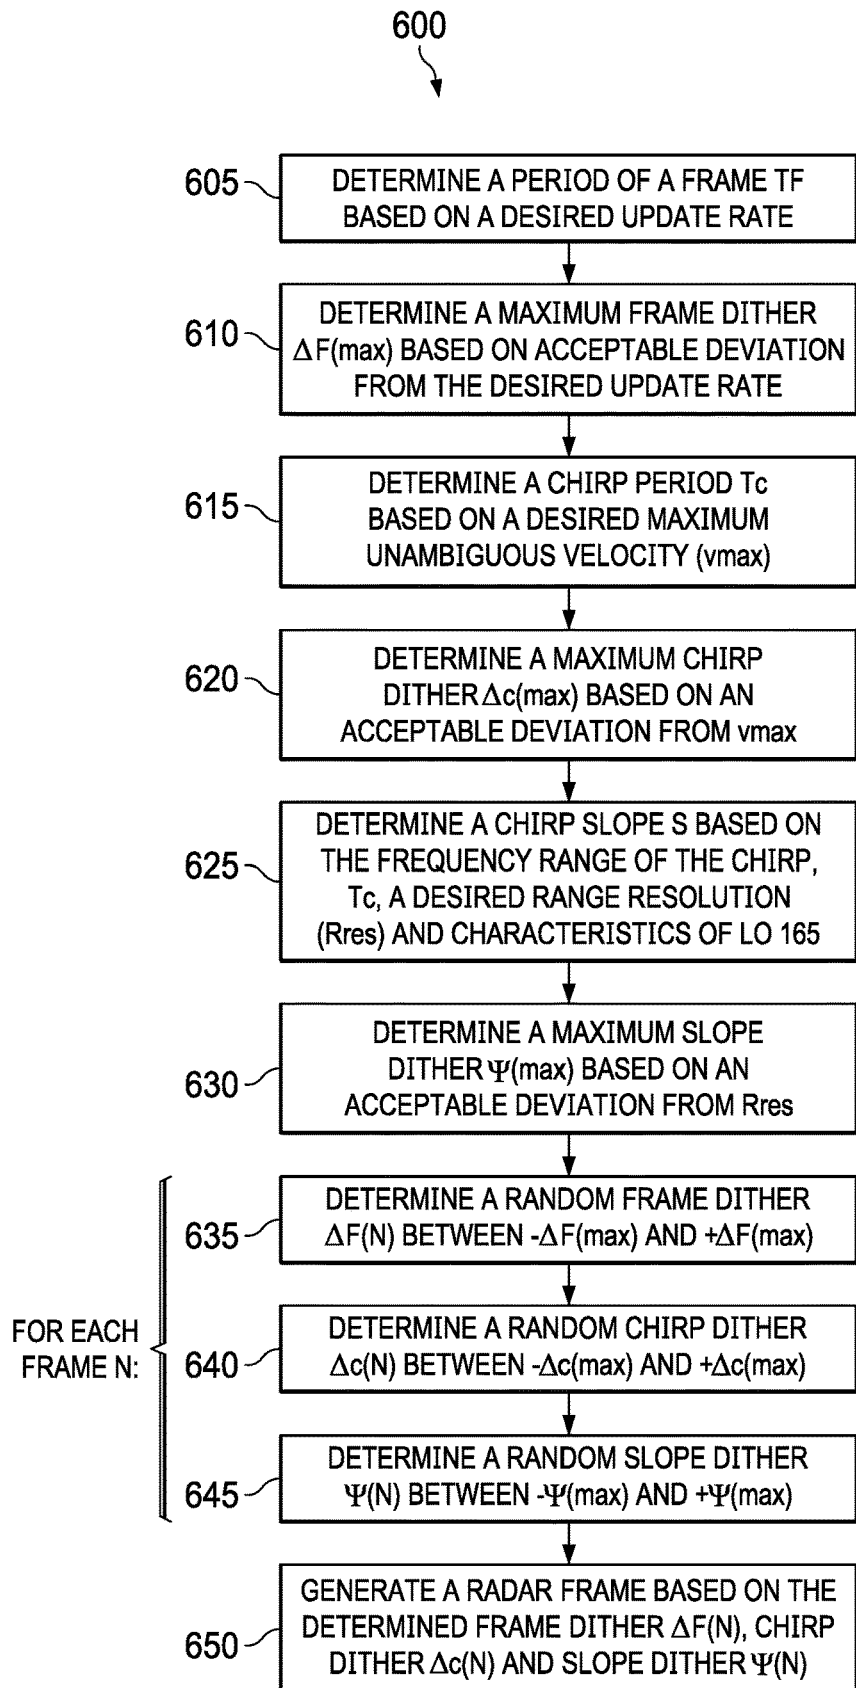 600
605
DETERMINE A PERIOD OF A FRAME TF
BASED ON A DESIRED UPDATE RATE
610
DETERMINE A MAXIMUM FRAME DITHER
ΔF(max) BASED ON ACCEPTABLE DEVIATION
FROM THE DESIRED UPDATE RATE
615
DETERMINE A CHIRP PERIOD Tc
BASED ON A DESIRED MAXIMUM
UNAMBIGUOUS VELOCITY (vmax)
620
DETERMINE A MAXIMUM CHIRP
DITHER Δc(max) BASED ON AN
ACCEPTABLE DEVIATION FROM vmax
625
DETERMINE A CHIRP SLOPE S BASED ON
THE FREQUENCY RANGE OF THE CHIRP,
Tc, A DESIRED RANGE RESOLUTION
(Rres) AND CHARACTERISTICS OF LO 165
630
DETERMINE A MAXIMUM SLOPE
DITHER Ψ(max) BASED ON AN
ACCEPTABLE DEVIATION FROM Rres
FOR EACH
FRAME N:
635
DETERMINE A RANDOM FRAME DITHER
ΔF(N) BETWEEN -ΔF(max) AND +ΔF(max)
640
DETERMINE A RANDOM CHIRP DITHER
Δc(N) BETWEEN -Δc(max) AND +Δc(max)
645
DETERMINE A RANDOM SLOPE DITHER
Ψ(N) BETWEEN -Ψ(max) AND +Ψ(max)
650
GENERATE A RADAR FRAME BASED ON THE
DETERMINED FRAME DITHER ΔF(N), CHIRP
DITHER Δc(N) AND SLOPE DITHER Ψ(N)